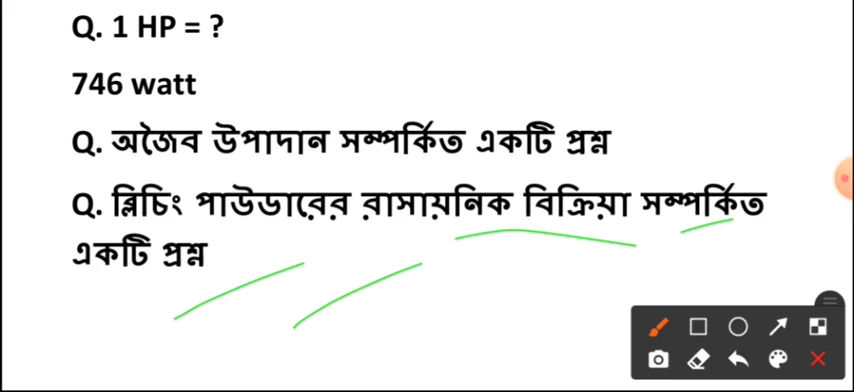 Q. 1 HP = ?
746 watt
Q. অজৈব উপাদান সম্পর্কিত একটি প্রশ্ন
Q. ব্লিচিং পাউডারের রাসায়নিক বিক্রিয়া সম্পর্কিত
একটি প্রশ্ন